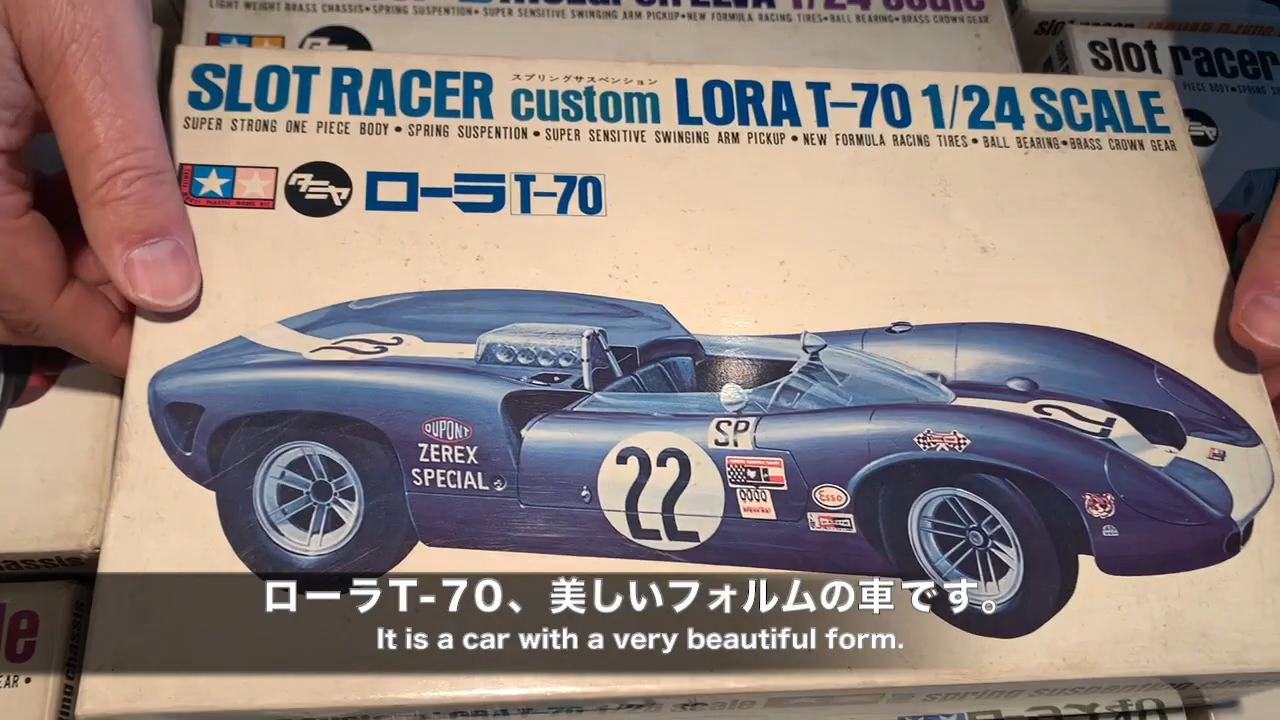 LIGHT WEIGHT BRASS CHASSIS•SPRING SUSPENTION•SUPER SENSITIVE SWINGING ARM PICKUP•NEW FORMULA RACING TIRES•BALL BEARING•BRASS CROWN GEAR
slot racer
スプリングサスペンション
SLOT RACER custom LORA T-70 1/24 SCALE
SUPER STRONG ONE PIECE BODY • SPRING SUSPENTION • SUPER SENSITIVE SWINGING ARM PICKUP • NEW FORMULA RACING TIRES • BALL BEARING•BRASS CROWN GEAR
タミヤ ローラ T-70
22
22
SP
DUPONT
ZEREX
SPECIAL
22
Esso
ローラT-70、美しいフォルムの車です。
It is a car with a very beautiful form.